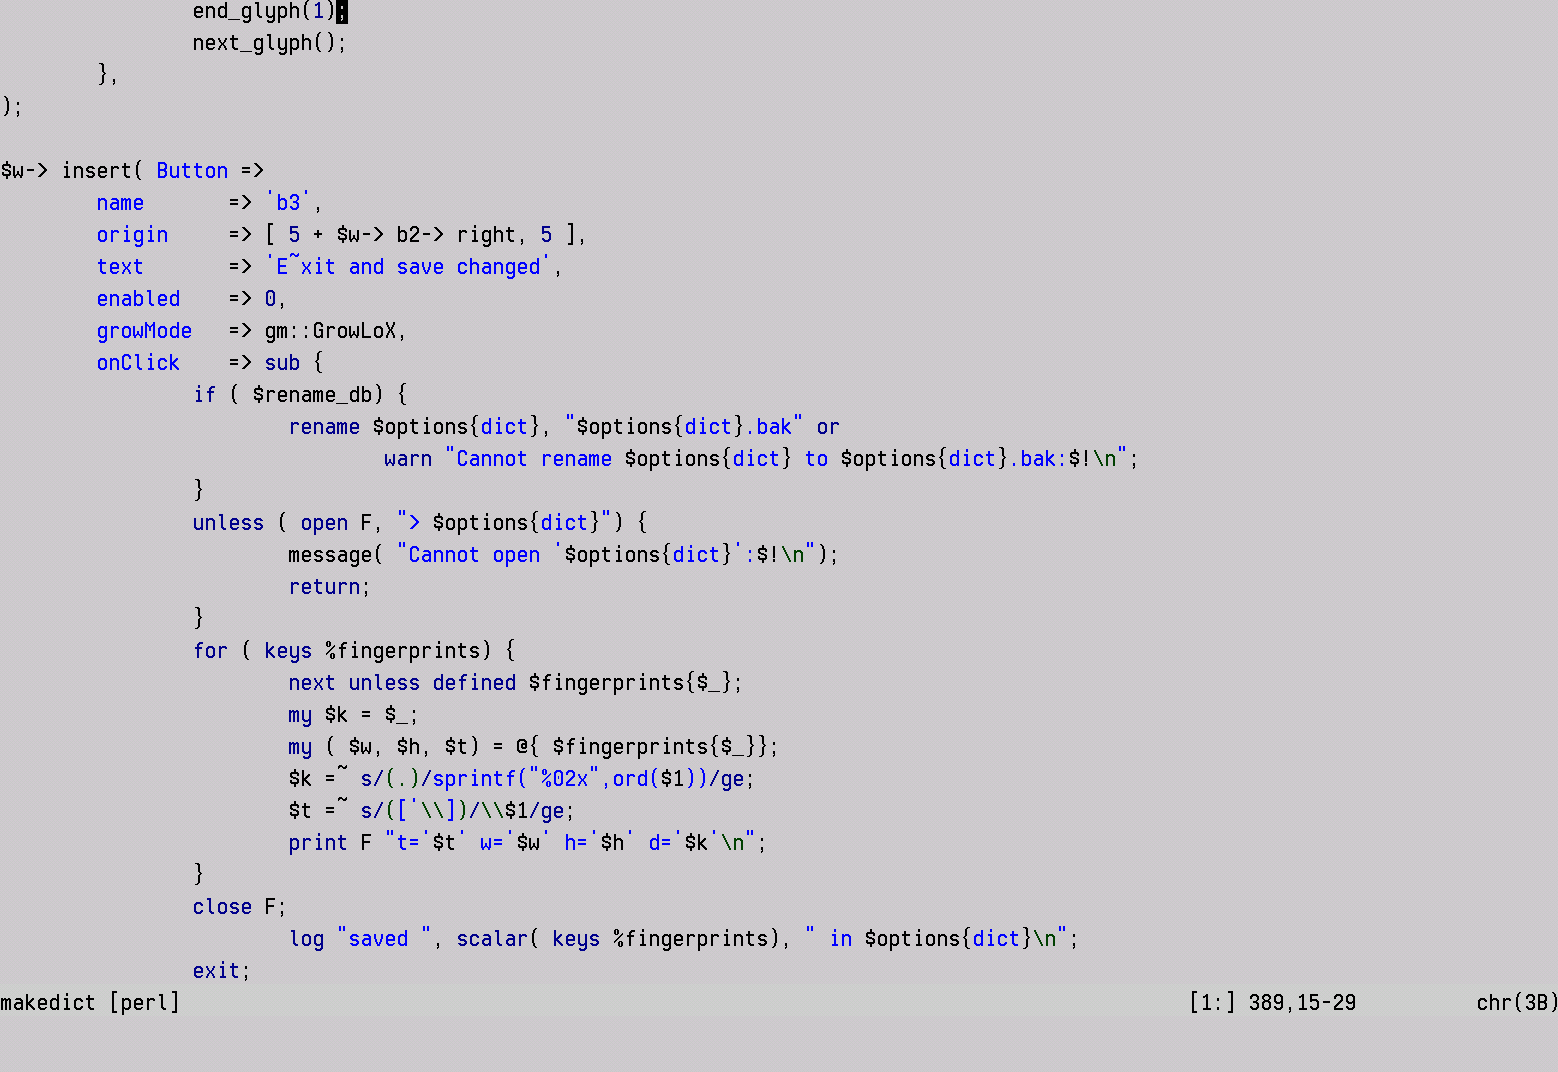 end_glyph(1);
                next_glyph();
        },
);

$w-> insert( Button =>
        name       => 'b3',
        origin     => [ 5 + $w-> b2-> right, 5 ],
        text       => 'E~xit and save changed',
        enabled    => 0,
        growMode   => gm::GrowLoX,
        onClick    => sub {
                if ( $rename_db) {
                        rename $options{dict}, "$options{dict}.bak" or
                                warn "Cannot rename $options{dict} to $options{dict}.bak:$!\n";
                }
                unless ( open F, "> $options{dict}") {
                        message( "Cannot open '$options{dict}':$!\n");
                        return;
                }
                for ( keys %fingerprints) {
                        next unless defined $fingerprints{$_};
                        my $k = $_;
                        my ( $w, $h, $t) = @{ $fingerprints{$_}};
                        $k =~ s/(.)/sprintf("%02x",ord($1))/ge;
                        $t =~ s/(['\\])/\\$1/ge;
                        print F "t='$t' w='$w' h='$h' d='$k'\n";
                }
                close F;
                        log "saved ", scalar( keys %fingerprints), " in $options{dict}\n";
                exit;
makedict [perl] [1:] 389,15-29 chr(3B)